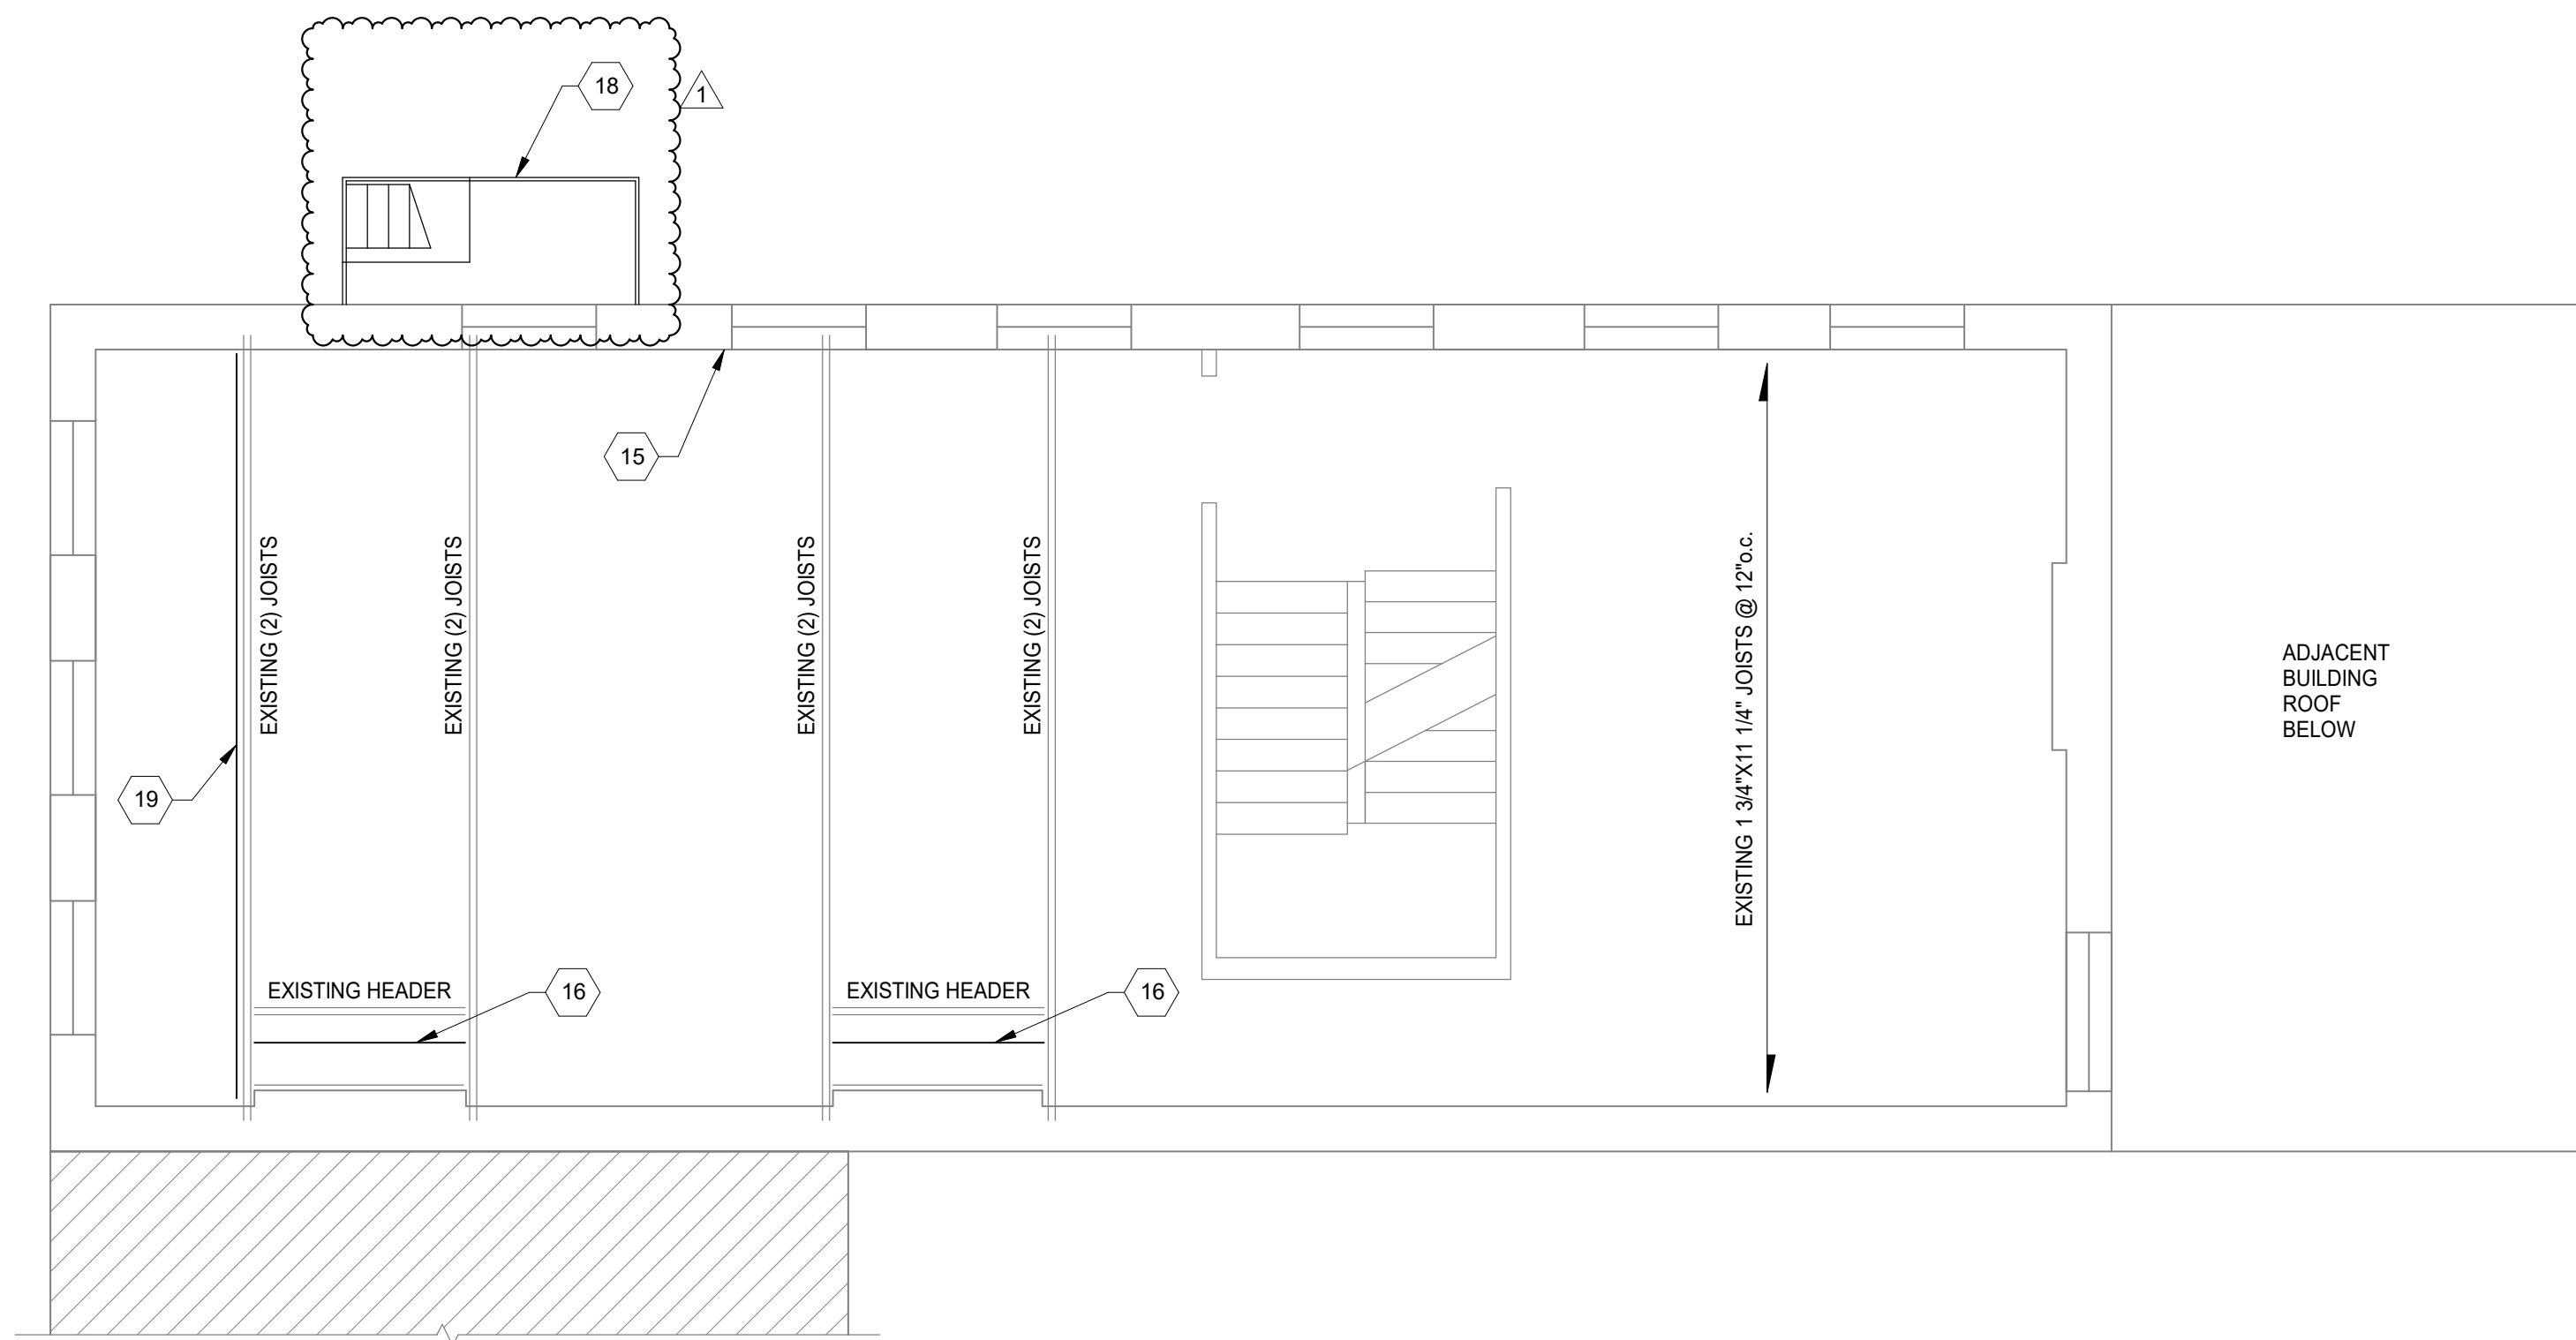 18
1
15
EXISTING (2) JOISTS
EXISTING (2) JOISTS
EXISTING (2) JOISTS
EXISTING (2) JOISTS
EXISTING 1 3/4"X11 1/4" JOISTS @ 12"o.c.
ADJACENT
BUILDING
ROOF
BELOW
19
EXISTING HEADER
16
EXISTING HEADER
16